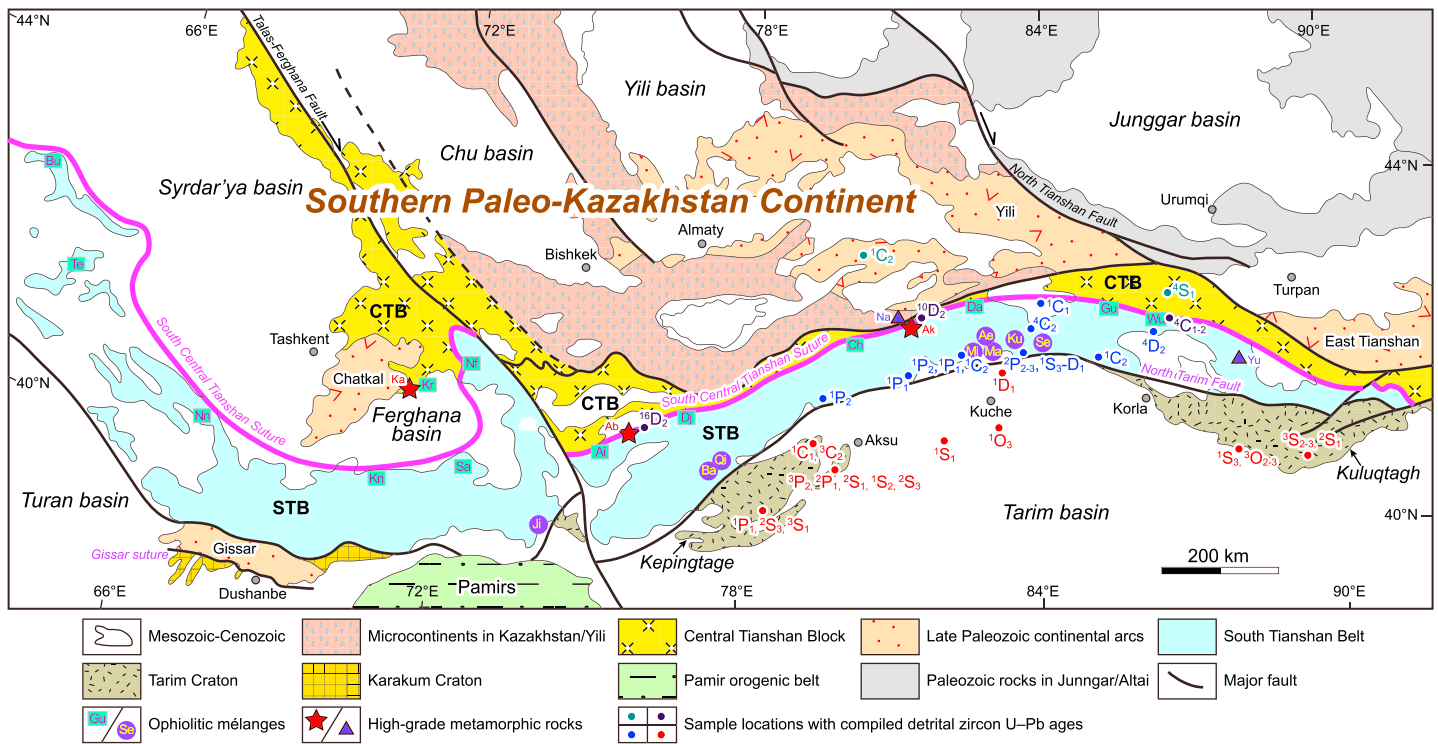 44°N
66°E
72°E
78°E
84°E
90°E
Talas-Ferghana Fault
Yili basin
Junggar basin
Chu basin
Bu
Syrdar'ya basin
44°N
North Tianshan Fault
Southern Paleo-Kazakhstan Continent
Yili
Urumqi
Almaty
Bishkek
¹C₂
Te
CTB
⁴S₁
Turpan
CTB
Na
¹⁰D₂
Ak
Da
¹C₁
Gu
Wr
⁴C₁₋₂
South Central Tianshan Suture
Tashkent
Ch
Ae
Ku
⁴C₂
Se
⁴D₂
East Tianshan
Nf
Mi
Ma
Yu
Chatkal
Ka
Kr
South Central Tianshan Suture
¹P₁
¹P₂, ¹P₁, ¹C₂
²P₂₋₃, ¹S₃-D₁
¹C₂
North Tarim Fault
40°N
¹D₁
Ferghana
basin
CTB
¹P₂
Kuche
Korla
Nn
Ab
¹⁶D₂
Dj
STB
Ai
Aksu
¹O₃
¹S₁
¹C₁, ³C₂
³S₂₋₃, ²S₁
¹S₃, ³O₂₋₃
Kuluqtagh
Sa
Kn
Ba
Qi
³P₂, ²P₁, ²S₁, ¹S₂, ²S₃
Turan basin
STB
Ji
¹P₁, ²S₃, ³S₁
Tarim basin
40°N
Gissar suture
Gissar
Kepingtage
200 km
Dushanbe
Pamirs
66°E
72°E
78°E
84°E
90°E
Mesozoic-Cenozoic
Microcontinents in Kazakhstan/Yili
Central Tianshan Block
Late Paleozoic continental arcs
South Tianshan Belt
Tarim Craton
Karakum Craton
Pamir orogenic belt
Paleozoic rocks in Junngar/Altai
Major fault
Gu
Se
Ophiolitic mélanges
High-grade metamorphic rocks
Sample locations with compiled detrital zircon U–Pb ages